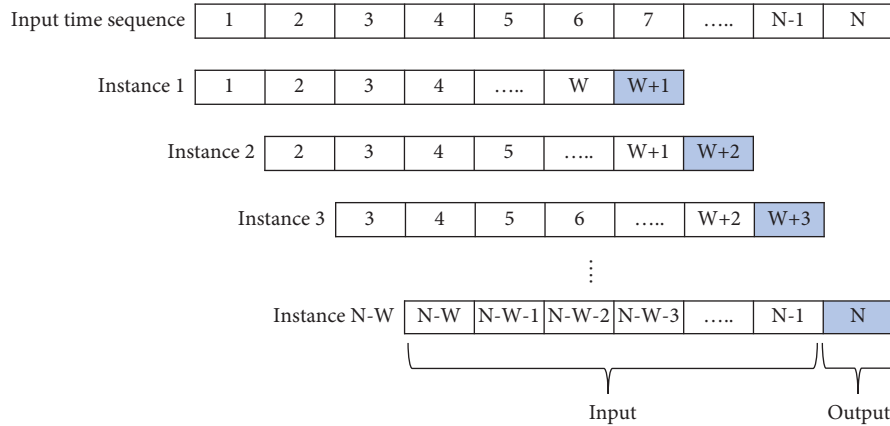 Input time sequence 1 2 3 4 5 6 7 ..... N-1 N
Instance 1 1 2 3 4 ..... W W+1
Instance 2 2 3 4 5 ..... W+1 W+2
Instance 3 3 4 5 6 ..... W+2 W+3
Instance N-W N-W N-W-1 N-W-2 N-W-3 ..... N-1 N
Input Output